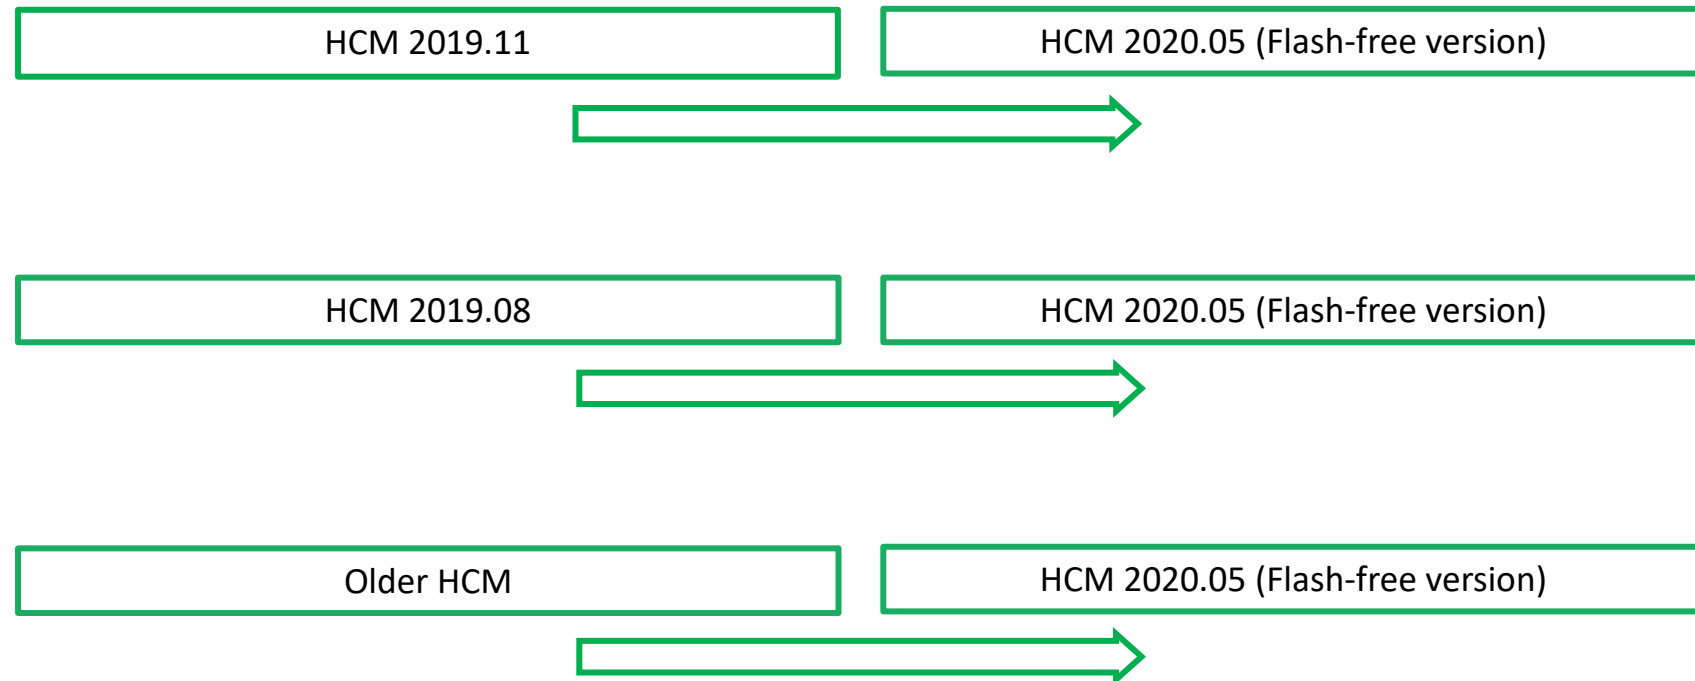 HCM 2019.11
HCM 2020.05 (Flash-free version)
HCM 2019.08
HCM 2020.05 (Flash-free version)
Older HCM
HCM 2020.05 (Flash-free version)